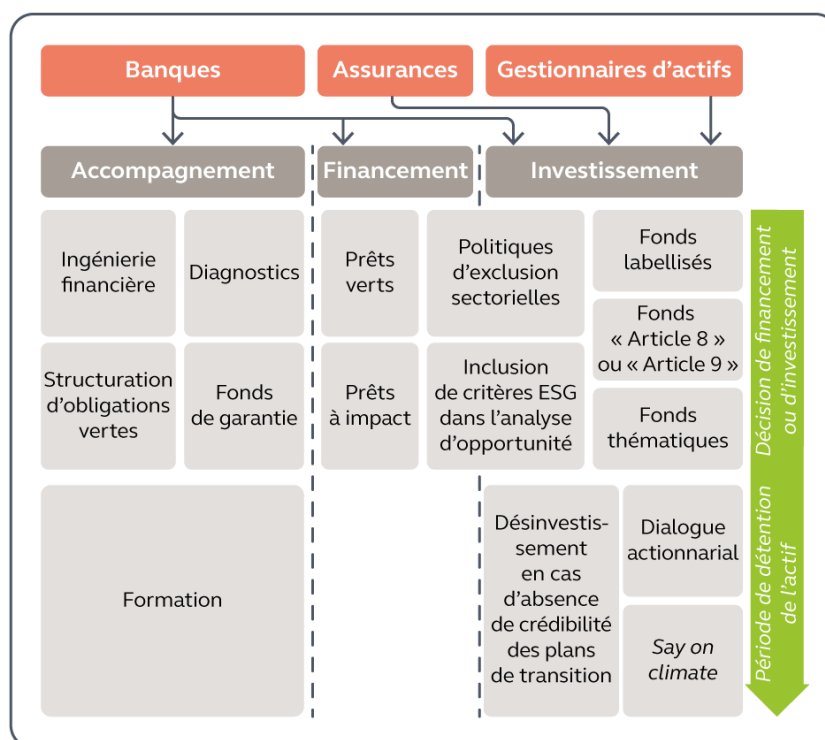 Banques
Assurances
Gestionnaires d’actifs
Accompagnement
Financement
Investissement
Ingénierie
financière
Diagnostics
Prêts
verts
Politiques
d’exclusion
sectorielles
Fonds
labellisés
Fonds
« Article 8 »
ou « Article 9 »
Structuration
d’obligations
vertes
Fonds
de garantie
Prêts
à impact
Inclusion
de critères ESG
dans l’analyse
d’opportunité
Fonds
thématiques
Formation
Désinvestis-
sement
en cas
d’absence
de crédibilité
des plans
de transition
Dialogue
actionnarial
Say on
climate
Décision de financement
ou d’investissement
Période de détention
de l’actif